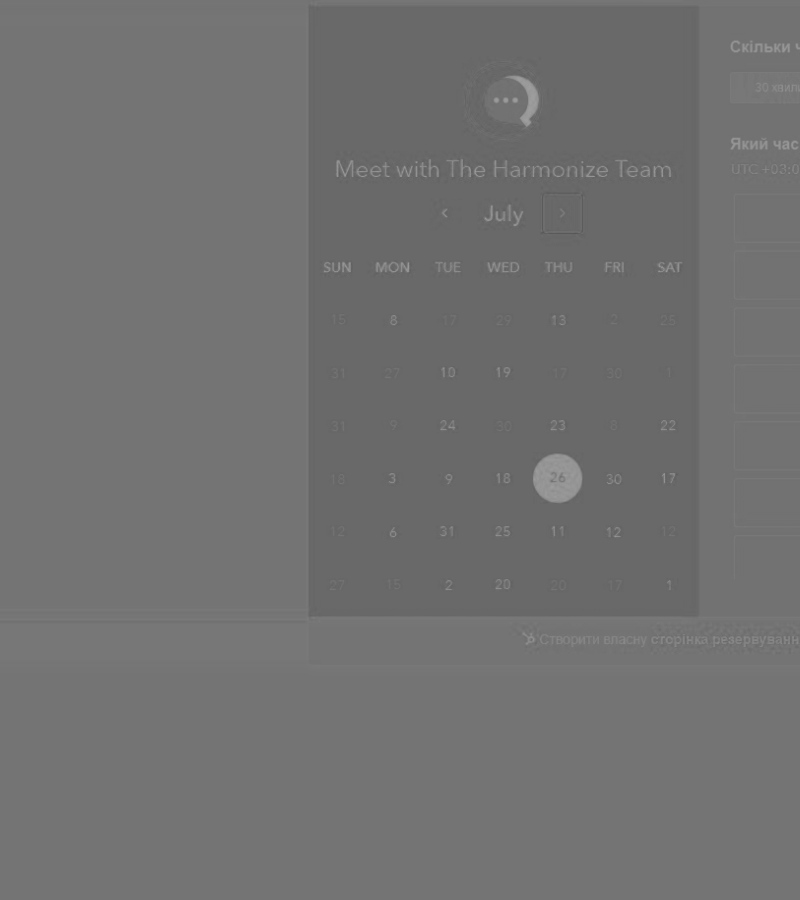 Meet with The Harmonize Team
July
SUN MON TUE WED THU FRI SAT
15 8 17 29 13 2 25
31 27 10 19 17 30 1
31 9 24 30 23 8 22
18 3 9 18 26 30 17
12 6 31 25 11 12 12
27 15 2 20 20 17 1
Скільки
30
Який час
UTC +03:0
Створити власну сторінка резервуванн